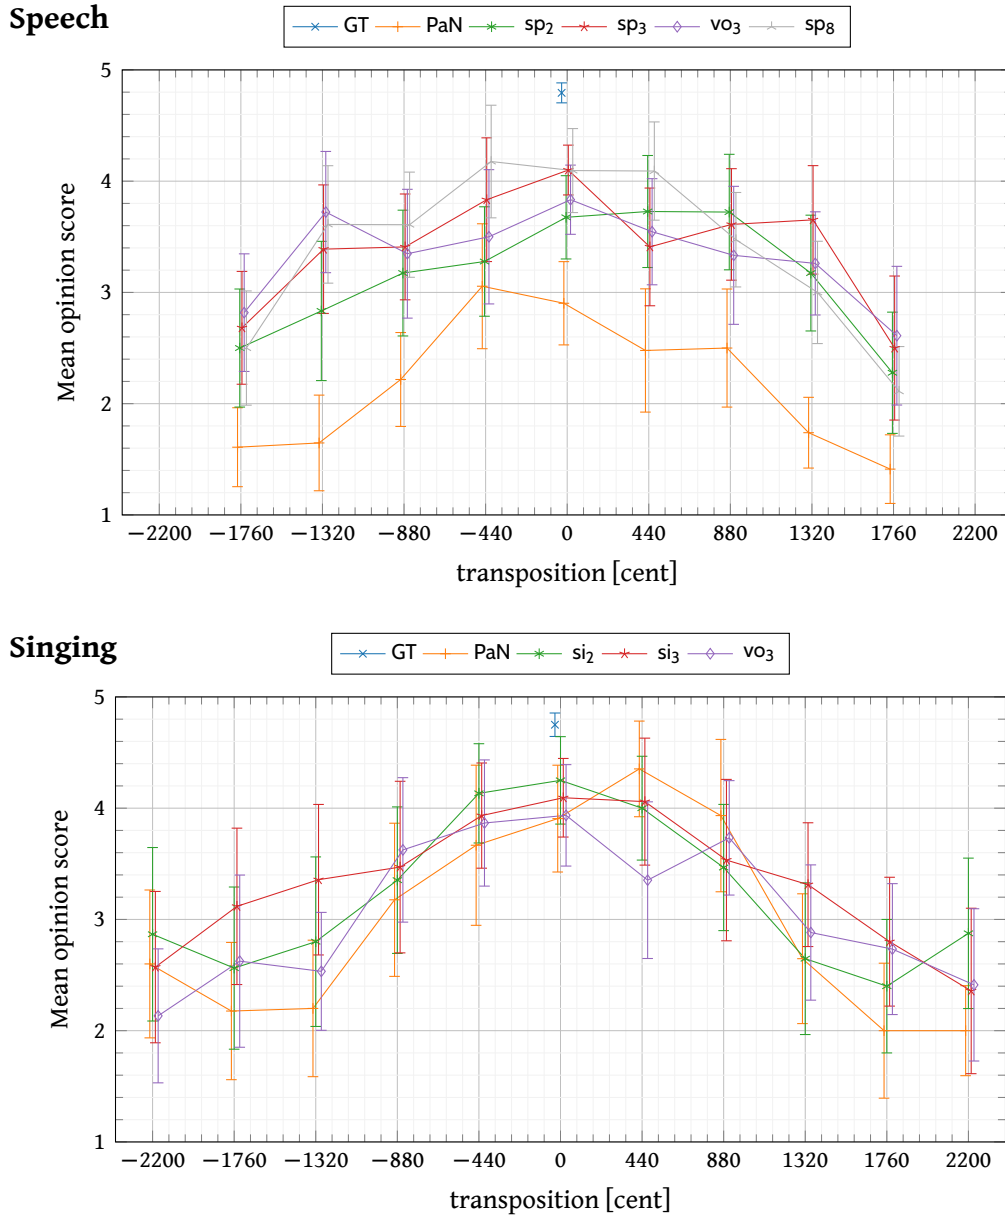 Speech
GT PaN sp₂ sp₃ vo₃ sp₈
5
4
3
2
1
Mean opinion score
−2200 −1760 −1320 −880 −440 0 440 880 1320 1760 2200
transposition [cent]
Singing
GT PaN si₂ si₃ vo₃
5
4
3
2
1
Mean opinion score
−2200 −1760 −1320 −880 −440 0 440 880 1320 1760 2200
transposition [cent]